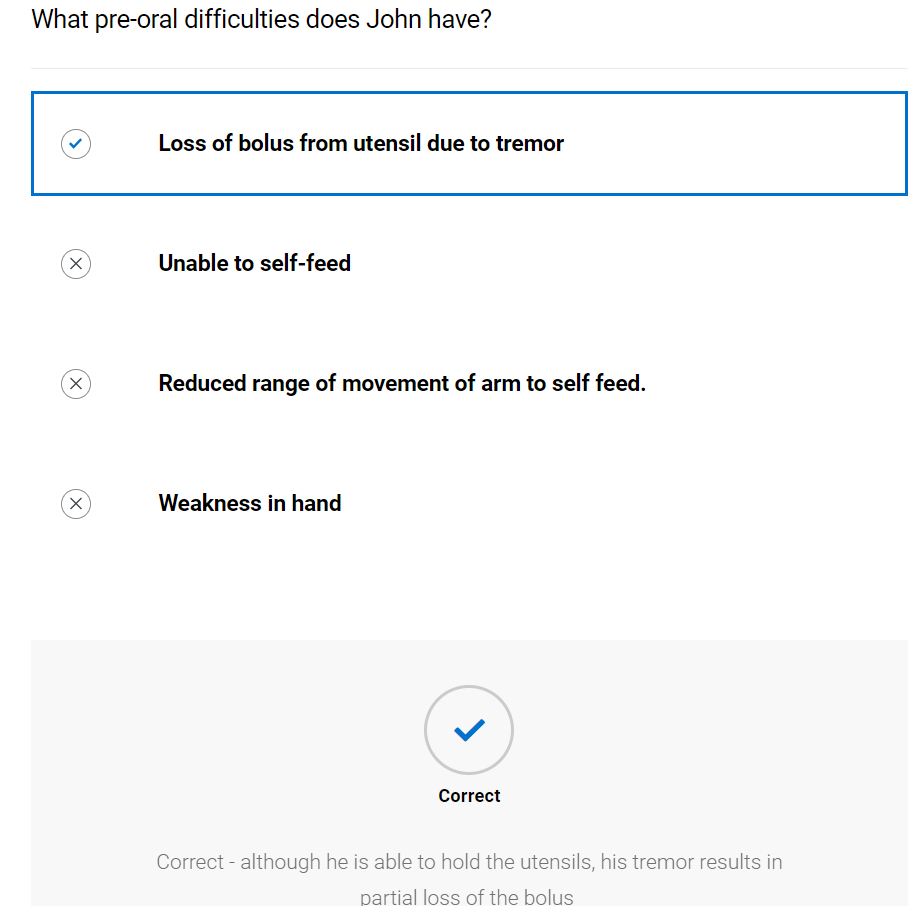 What pre-oral difficulties does John have?
Loss of bolus from utensil due to tremor
Unable to self-feed
Reduced range of movement of arm to self feed.
Weakness in hand
Correct
Correct - although he is able to hold the utensils, his tremor results in
partial loss of the bolus